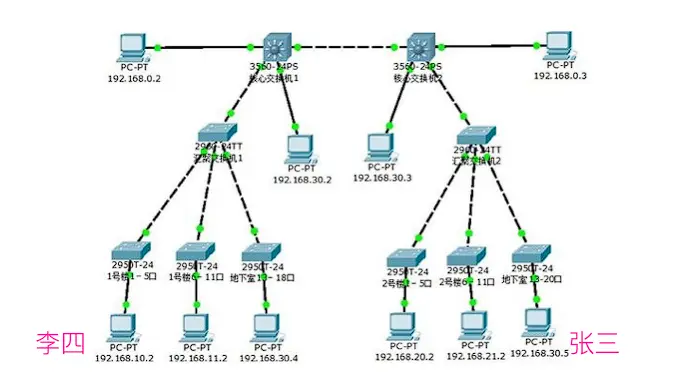 3560-24PS
核心交换机1
3560-24PS
核心交换机2
PC-PT
192.168.0.2
PC-PT
192.168.0.3
2960-24TT
汇聚交换机1
2960-24TT
汇聚交换机2
PC-PT
192.168.30.2
PC-PT
192.168.30.3
2950T-24
1号楼1-5口
2950T-24
1号楼6-11口
2950T-24
地下室13-18口
2950T-24
2号楼1-5口
2950T-24
2号楼6-11口
2950T-24
地下室13-20口
李四
PC-PT
192.168.10.2
PC-PT
192.168.11.2
PC-PT
192.168.30.4
PC-PT
192.168.20.2
PC-PT
192.168.21.2
PC-PT
192.168.30.5
张三